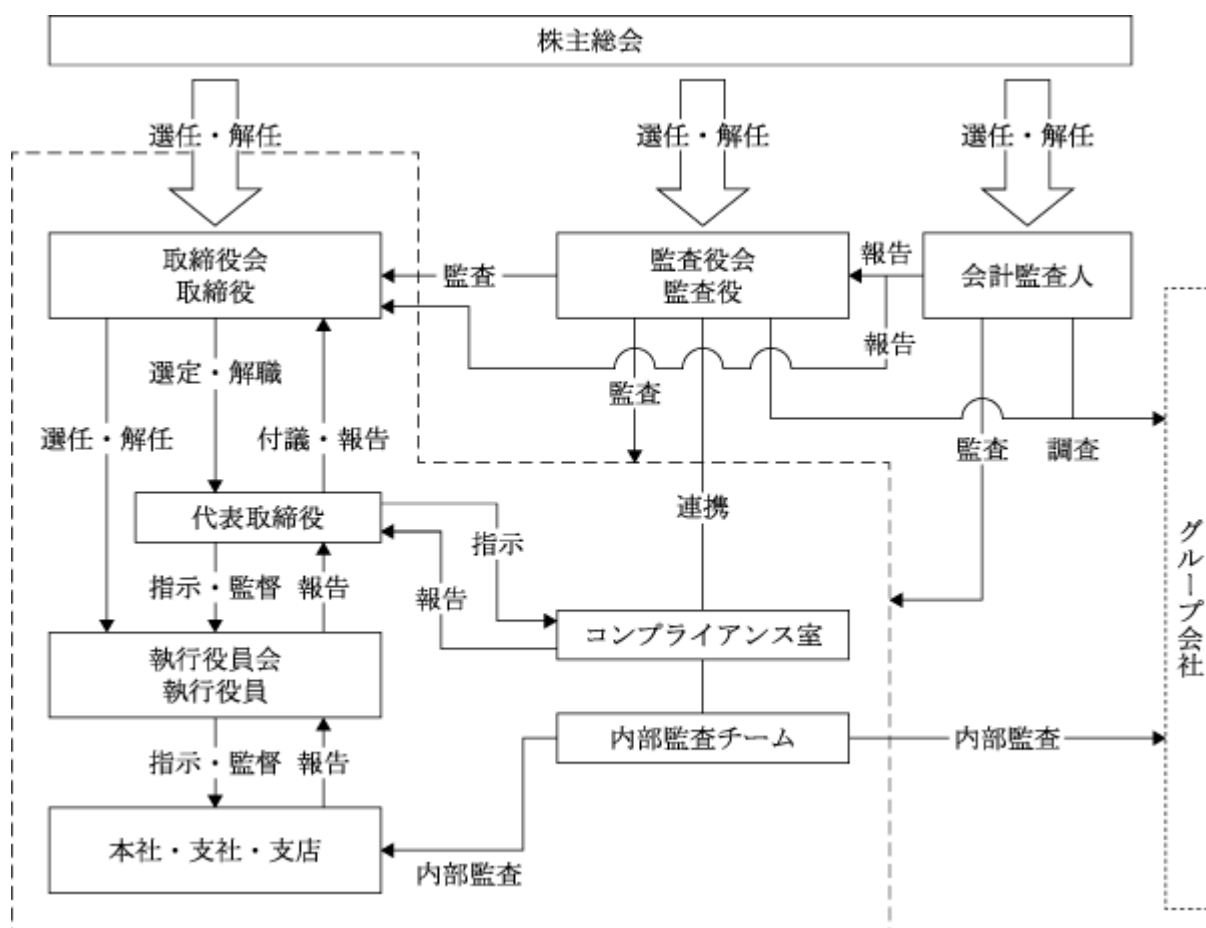 株主総会
選任・解任
選任・解任
選任・解任
取締役会
取締役
監査
監査役会
監査役
報告
会計監査人
報告
選定・解職
監査
選任・解任
付議・報告
監査
調査
連携
代表取締役
指示
指示・監督
報告
報告
コンプライアンス室
グループ会社
執行役員会
執行役員
内部監査チーム
内部監査
指示・監督
報告
本社・支社・支店
内部監査